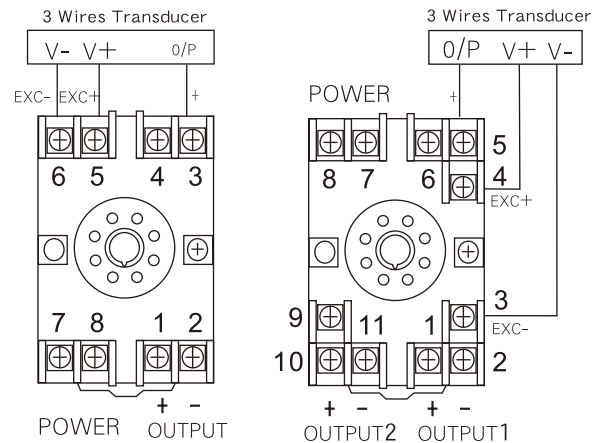 3 Wires Transducer
V- V+ O/P
EXC- EXC+ +
6 5 4 3
7 8 1 2
+ -
POWER OUTPUT
3 Wires Transducer
O/P V+ V-
POWER +
5
8 7 6 4
EXC+
3
9 11 1 EXC-
10 2
+ - + -
OUTPUT2 OUTPUT1